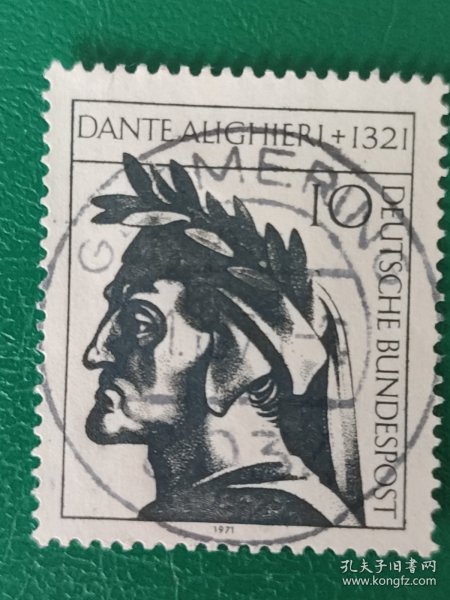 DANTE ALIGHIERI + 1321
10
DEUTSCHE BUNDESPOST
1971
孔夫子旧书网
www.kongfz.com